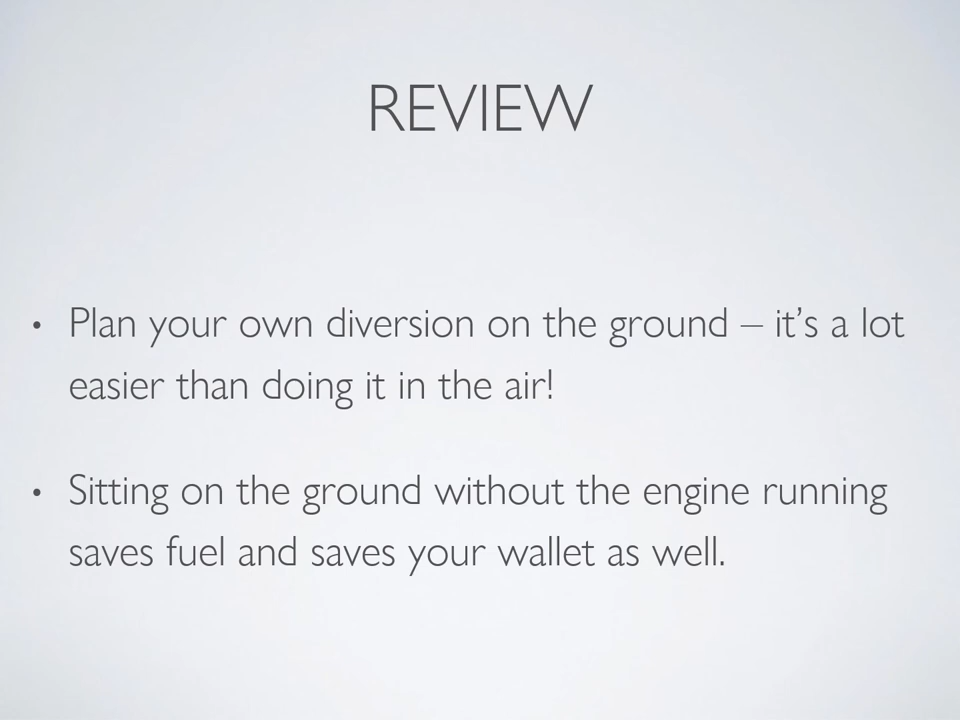 REVIEW
• Plan your own diversion on the ground – it’s a lot
easier than doing it in the air!
• Sitting on the ground without the engine running
saves fuel and saves your wallet as well.